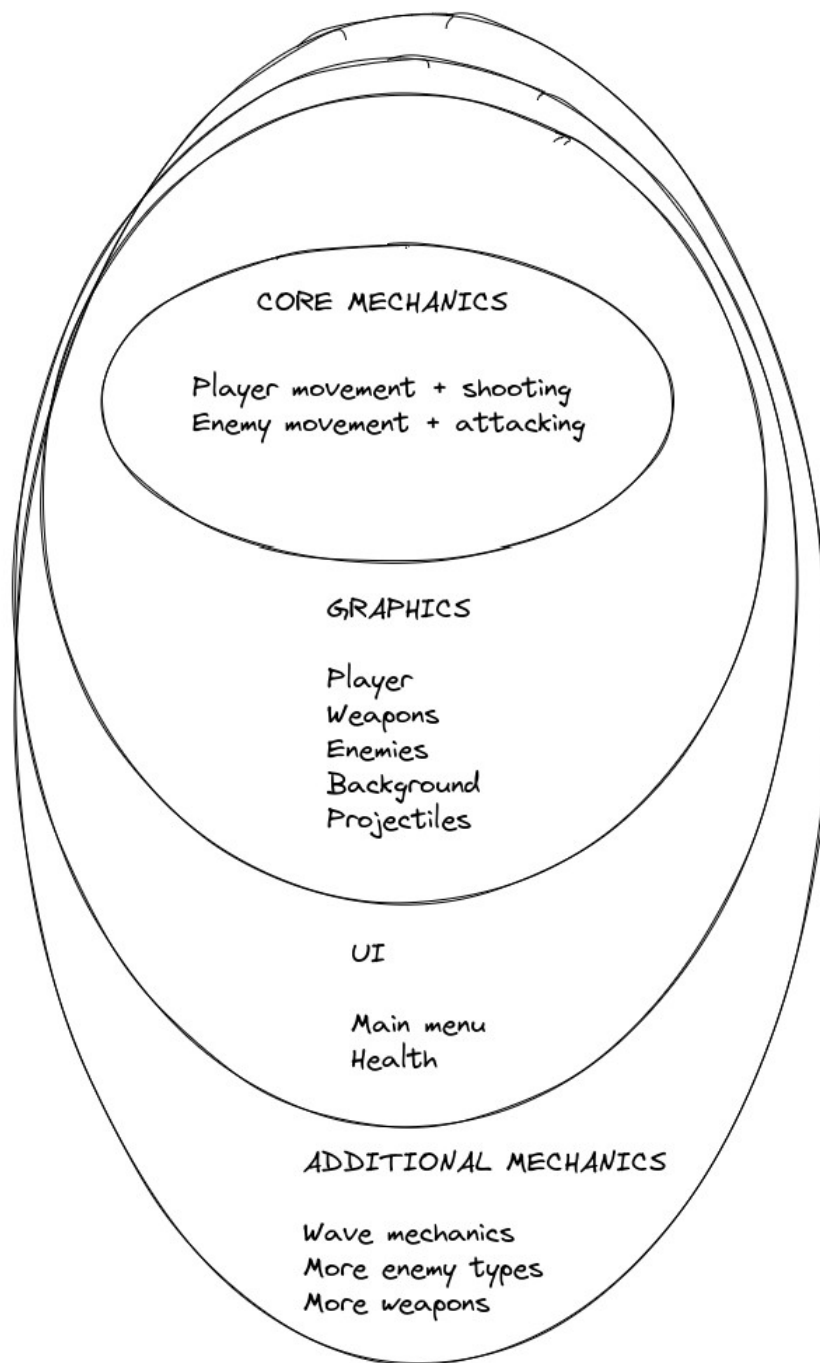 CORE MECHANICS
Player movement + shooting
Enemy movement + attacking
GRAPHICS
Player
Weapons
Enemies
Background
Projectiles
UI
Main menu
Health
ADDITIONAL MECHANICS
Wave mechanics
More enemy types
More weapons